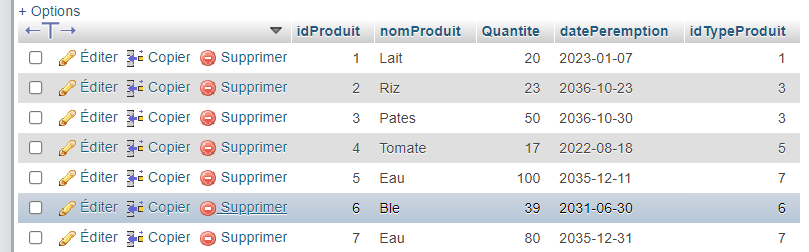 + Options
←T→ idProduit nomProduit Quantite datePeremption idTypeProduit
Éditer Copier Supprimer 1 Lait 20 2023-01-07 1
Éditer Copier Supprimer 2 Riz 23 2036-10-23 3
Éditer Copier Supprimer 3 Pates 50 2036-10-30 3
Éditer Copier Supprimer 4 Tomate 17 2022-08-18 5
Éditer Copier Supprimer 5 Eau 100 2035-12-11 7
Éditer Copier Supprimer 6 Ble 39 2031-06-30 6
Éditer Copier Supprimer 7 Eau 80 2035-12-31 7